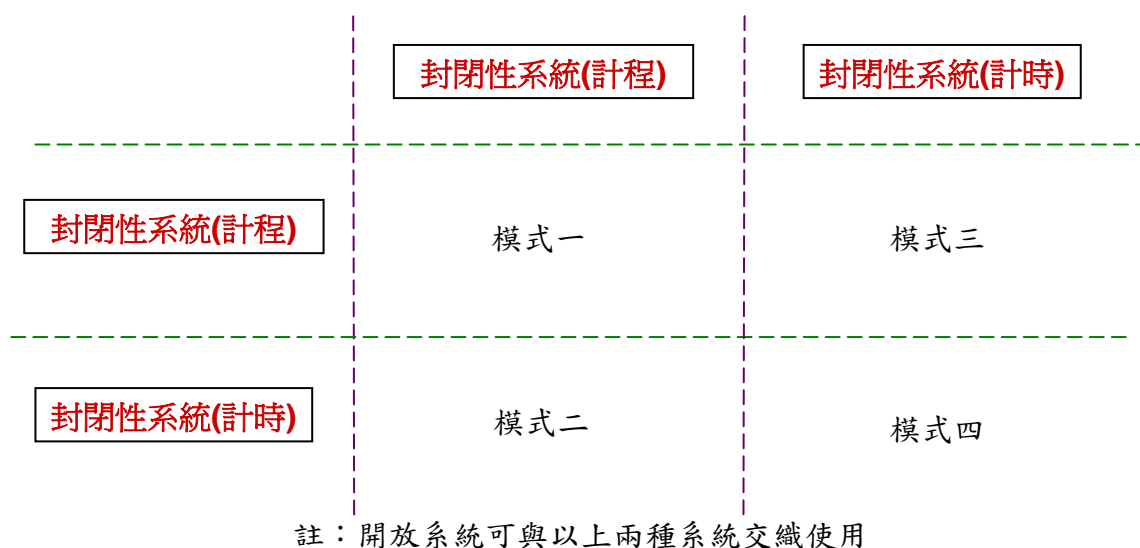 封閉性系統(計程)
封閉性系統(計時)
封閉性系統(計程)
模式一
模式三
封閉性系統(計時)
模式二
模式四
註：開放系統可與以上兩種系統交織使用